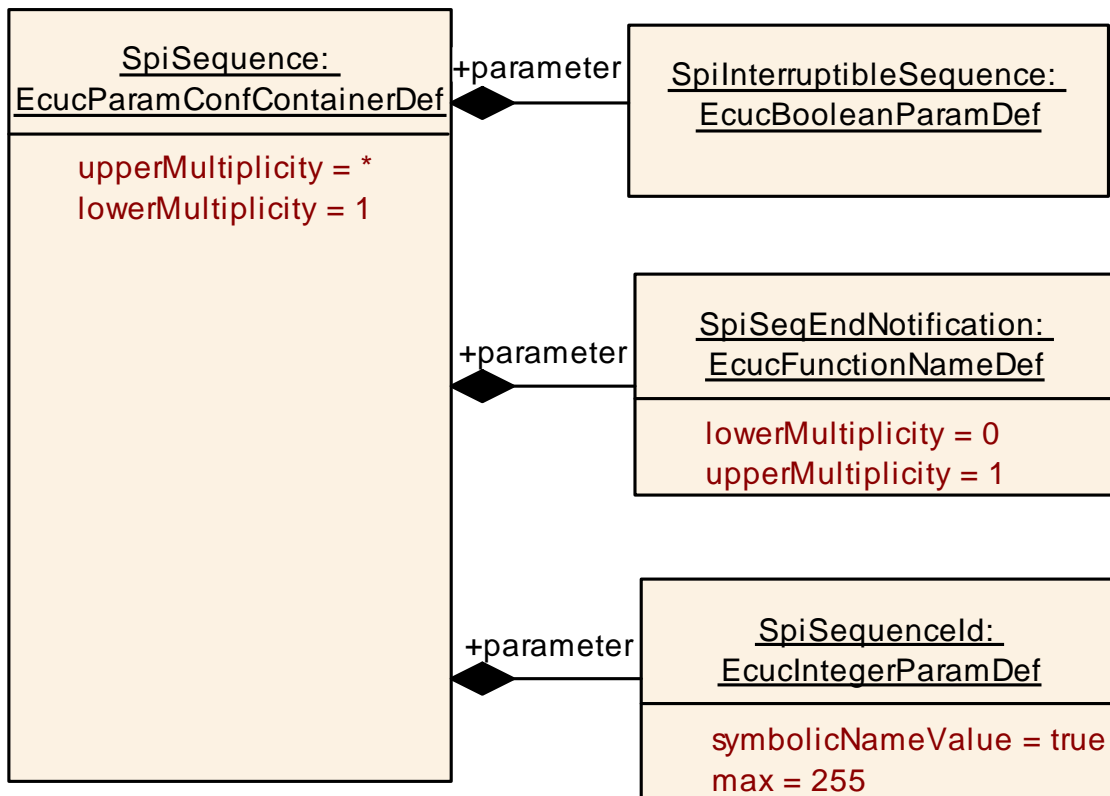 SpiSequence:
EcucParamConfContainerDef
upperMultiplicity = *
lowerMultiplicity = 1
+parameter
SpiInterruptibleSequence:
EcucBooleanParamDef
+parameter
SpiSeqEndNotification:
EcucFunctionNameDef
lowerMultiplicity = 0
upperMultiplicity = 1
+parameter
SpiSequenceId:
EcucIntegerParamDef
symbolicNameValue = true
max = 255